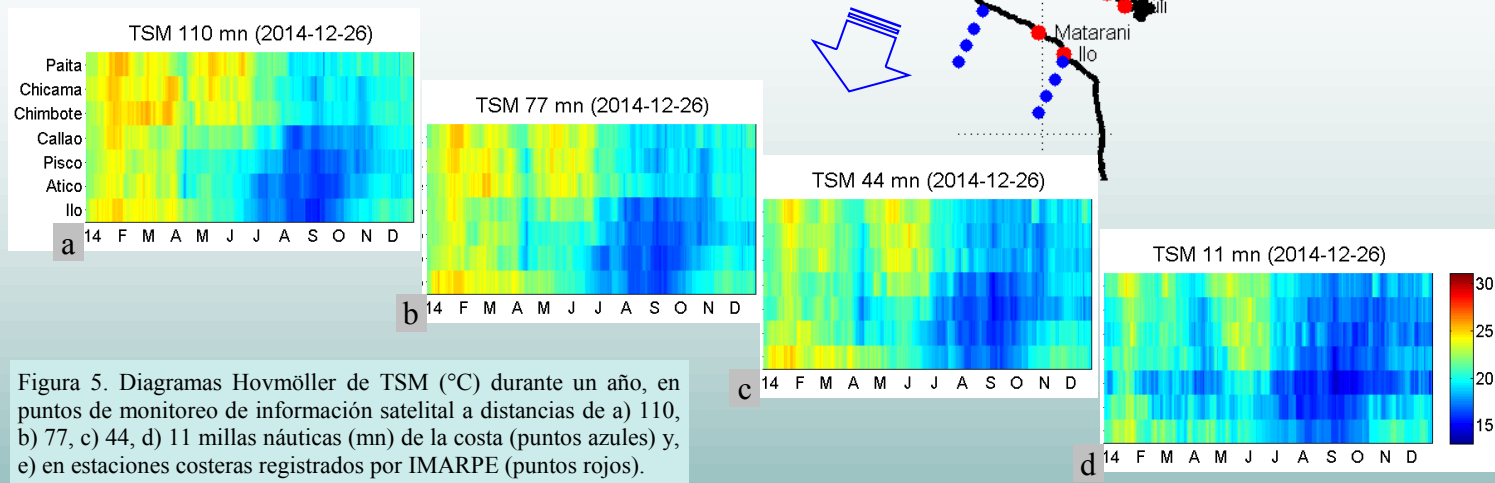 TSM 110 mn (2014-12-26)
Paita
Chicama
Chimbote
Callao
Pisco
Atico
Ilo
14 F M A M J J A S O N D
a
TSM 77 mn (2014-12-26)
14 F M A M J J A S O N D
b
TSM 44 mn (2014-12-26)
14 F M A M J J A S O N D
c
TSM 11 mn (2014-12-26)
14 F M A M J J A S O N D
d
30
25
20
15
Matarani
Ilo
Figura 5. Diagramas Hovmöller de TSM (°C) durante un año, en
puntos de monitoreo de información satelital a distancias de a) 110,
b) 77, c) 44, d) 11 millas náuticas (mn) de la costa (puntos azules) y,
e) en estaciones costeras registrados por IMARPE (puntos rojos).